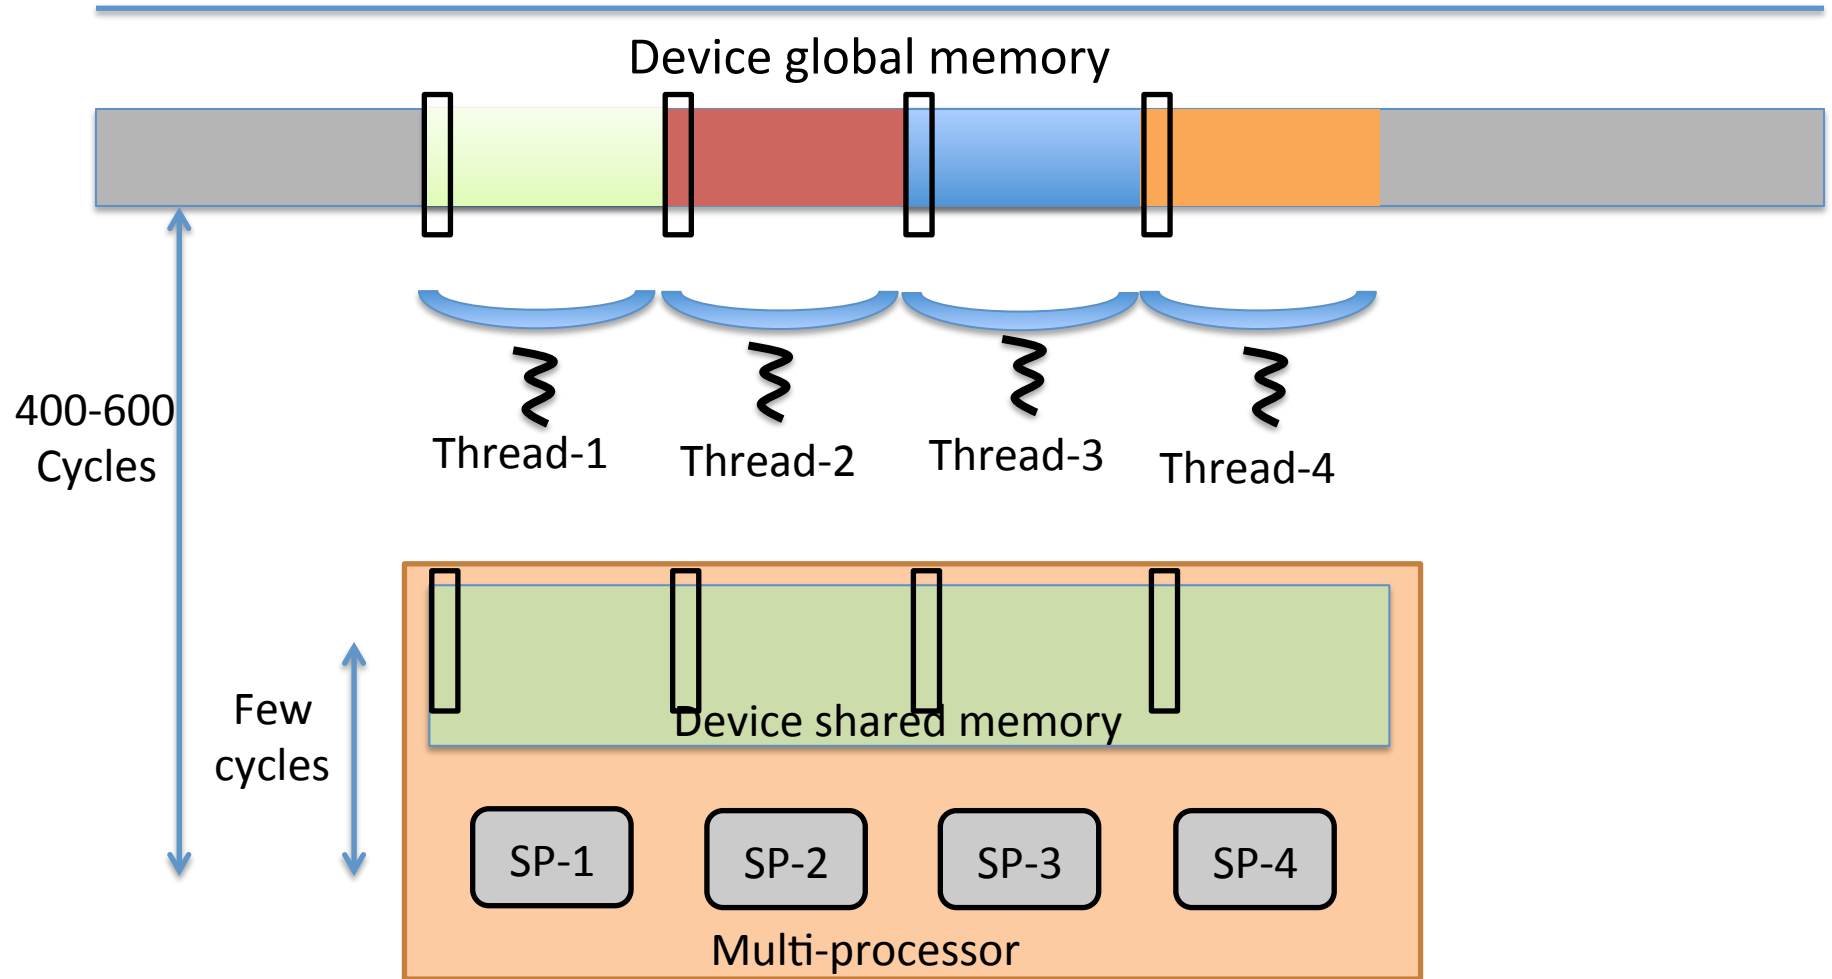 Device global memory
400-600
Cycles
Thread-1
Thread-2
Thread-3
Thread-4
Few
cycles
Device shared memory
SP-1
SP-2
SP-3
SP-4
Multi-processor